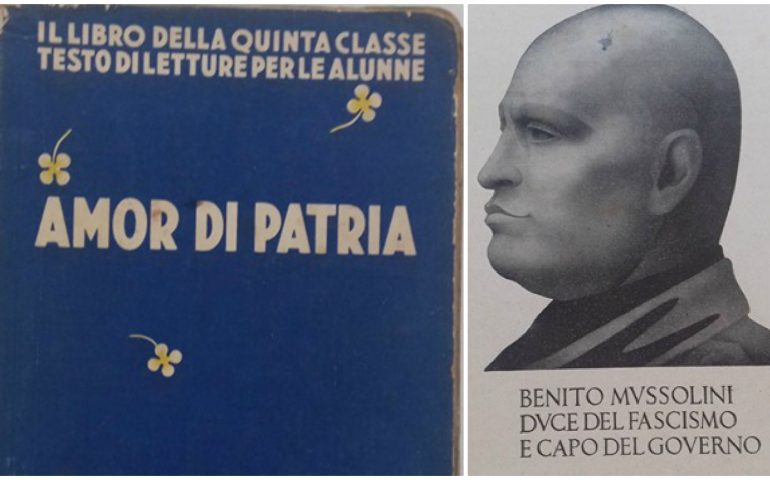 IL LIBRO DELLA QUINTA CLASSE
TESTO DI LETTURE PER LE ALUNNE
AMOR DI PATRIA
BENITO MVSSOLINI
DVCE DEL FASCISMO
E CAPO DEL GOVERNO